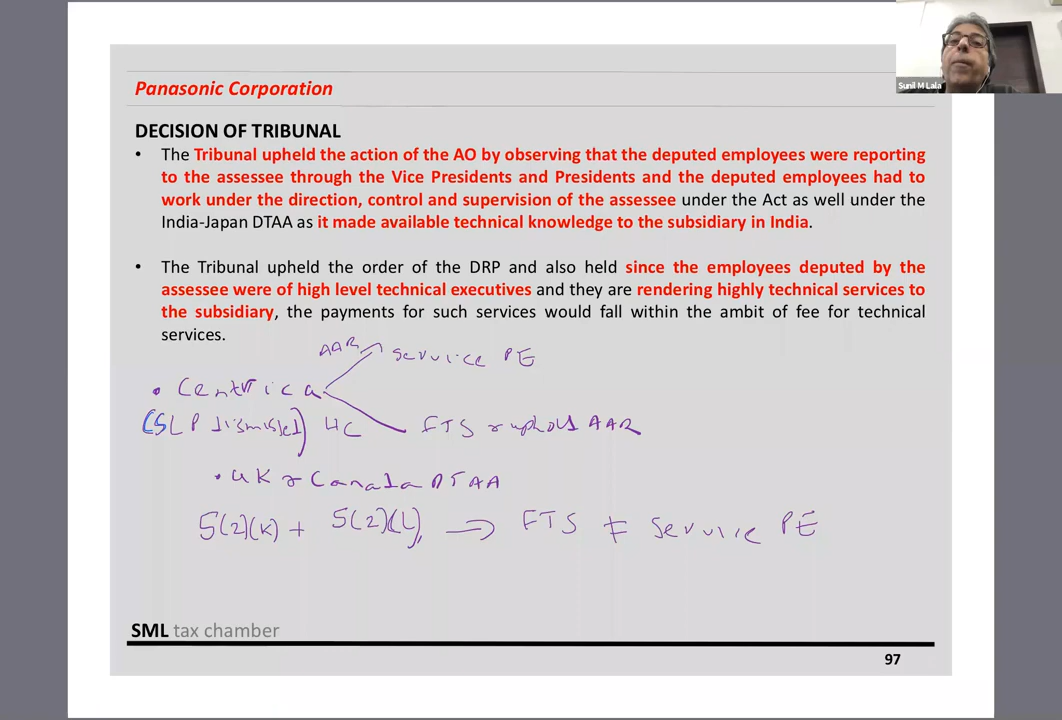 Sunil M Lala
Panasonic Corporation
DECISION OF TRIBUNAL
• The Tribunal upheld the action of the AO by observing that the deputed employees were reporting
to the assessee through the Vice Presidents and Presidents and the deputed employees had to
work under the direction, control and supervision of the assessee under the Act as well under the
India-Japan DTAA as it made available technical knowledge to the subsidiary in India.
• The Tribunal upheld the order of the DRP and also held since the employees deputed by the
assessee were of high level technical executives and they are rendering highly technical services to
the subsidiary, the payments for such services would fall within the ambit of fee for technical
services.
AAR → Service PE
• Centrica
(SLP dismissed) HC FTS & uphold AAR
• UK & Canada DTAA
5(2)(K) + 5(2)(L), → FTS ≠ Service PE
SML tax chamber
97